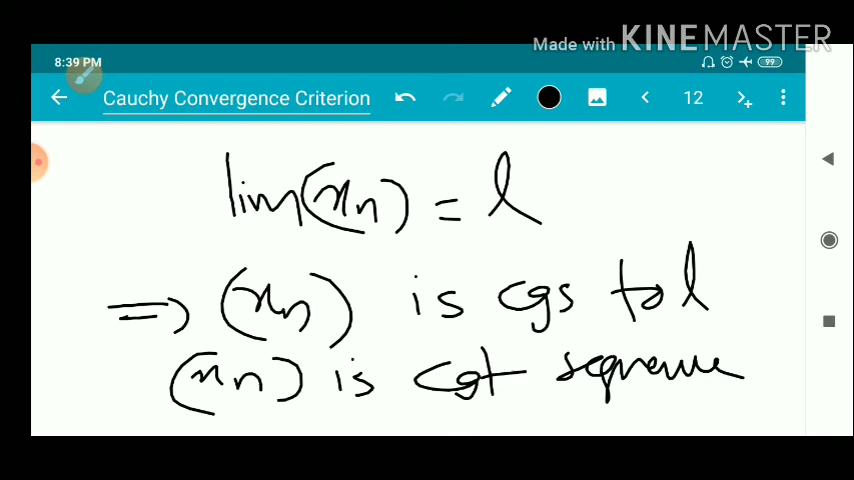 Made with KINEMASTER
8:39 PM
99
Cauchy Convergence Criterion
12
lim(xn) = l
=> (xn) is cgs to l
(xn) is cgt sequence